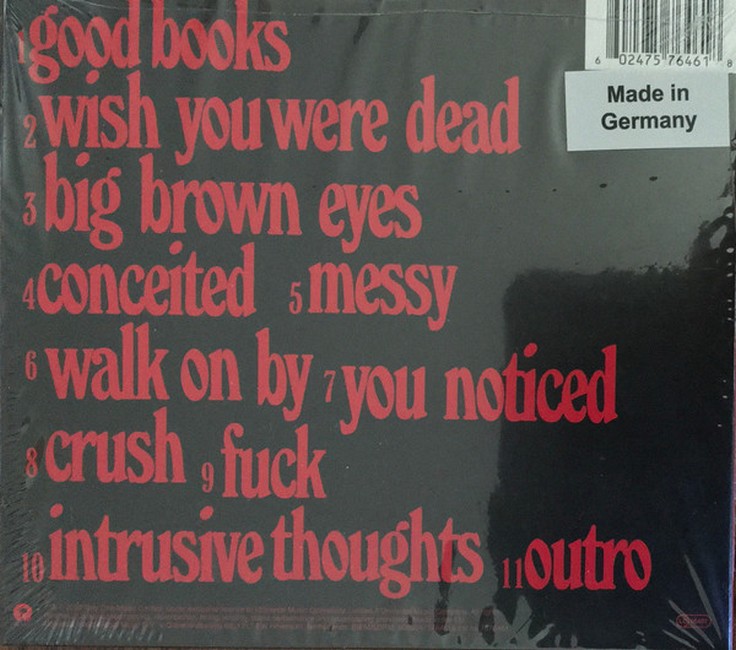 1 good books
6 02475 76461 8
Made in
Germany
2 wish you were dead
3 big brown eyes
4 conceited 5 messy
6 walk on by 7 you noticed
8 crush 9 fuck
10 intrusive thoughts 11 outro